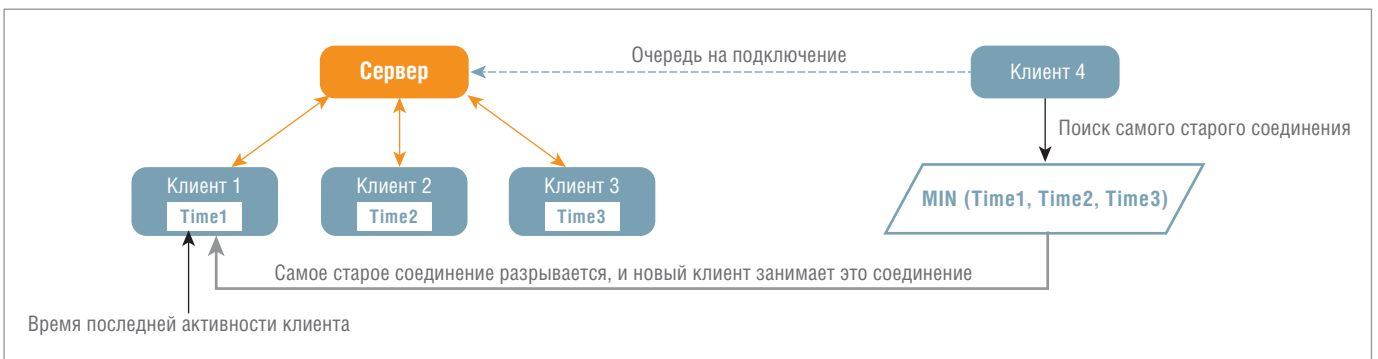 Очередь на подключение
Сервер
Клиент 4
Поиск самого старого соединения
Клиент 1
Клиент 2
Клиент 3
Time1
Time2
Time3
MIN (Time1, Time2, Time3)
Самое старое соединение разрывается, и новый клиент занимает это соединение
Время последней активности клиента